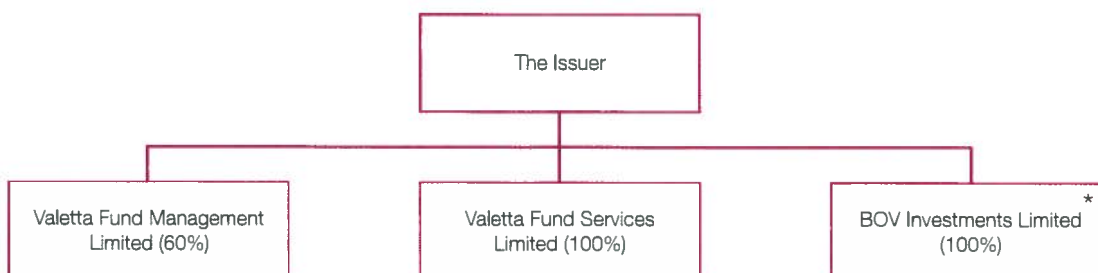 The Issuer
Valetta Fund Management
Limited (60%)
Valetta Fund Services
Limited (100%)
*
BOV Investments Limited
(100%)